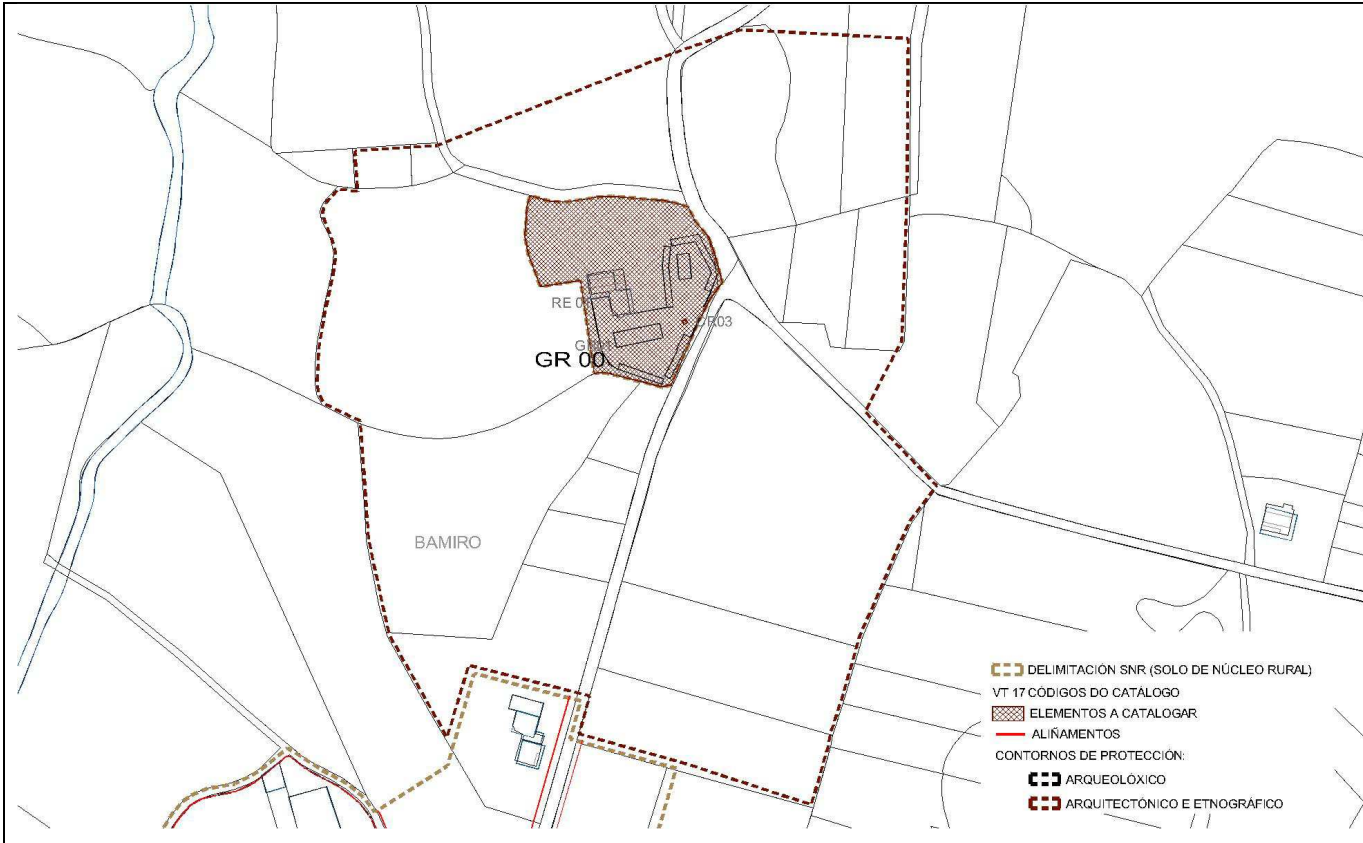 RE 0
CR03
GR 00
BAMIRO
DELIMITACIÓN SNR (SOLO DE NÚCLEO RURAL)
VT 17 CÓDIGOS DO CATÁLOGO
ELEMENTOS A CATALOGAR
ALIÑAMENTOS
CONTORNOS DE PROTECCIÓN:
ARQUEOLÓXICO
ARQUITECTÓNICO E ETNOGRÁFICO